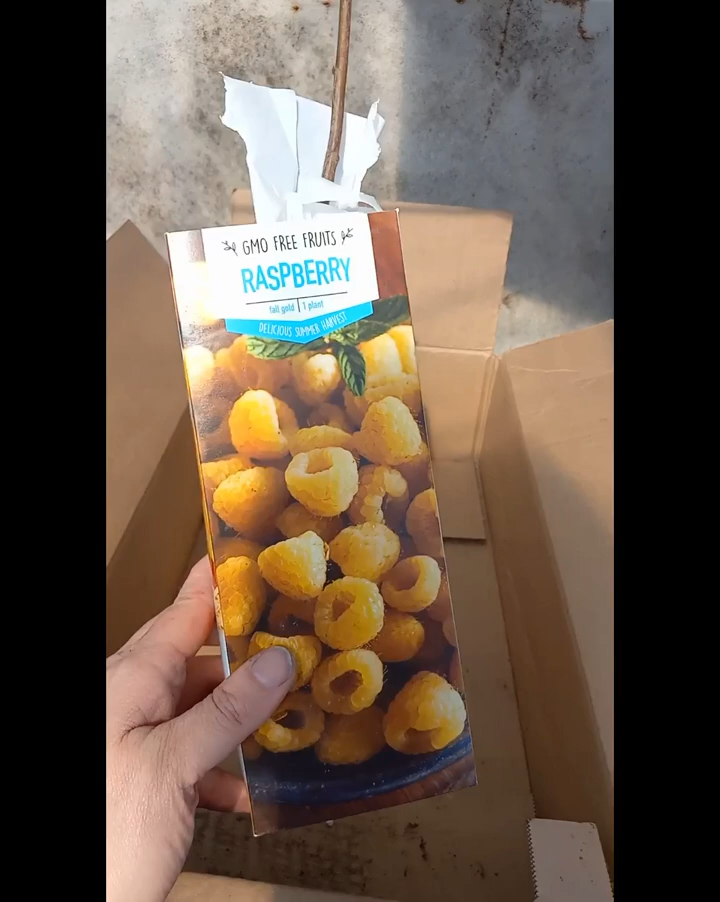 GMO FREE FRUITS
RASPBERRY
fall gold | 1 plant
DELICIOUS SUMMER HARVEST